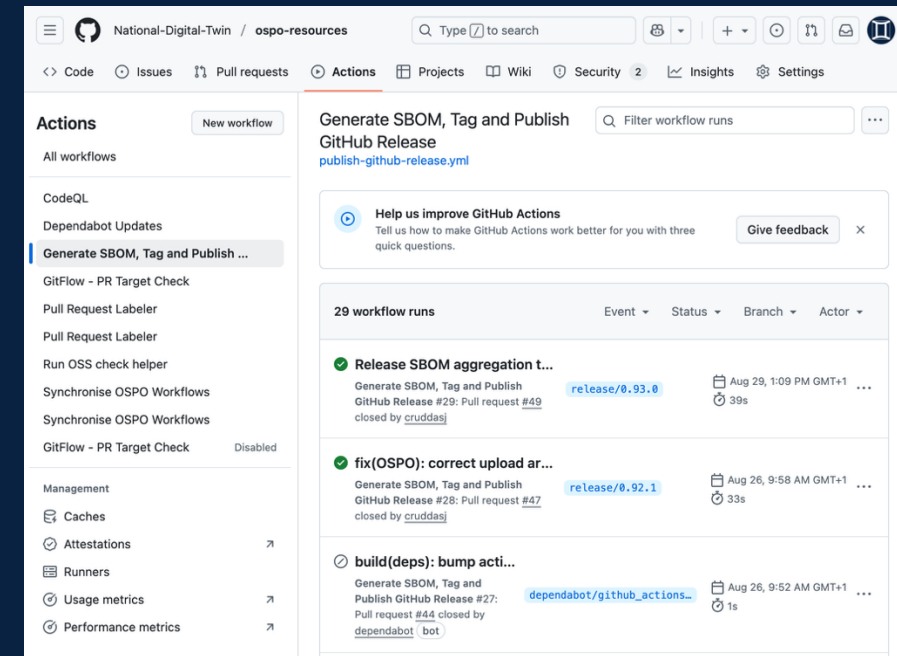 National-Digital-Twin / ospo-resources
Type / to search
Code
Issues
Pull requests
Actions
Projects
Wiki
Security 2
Insights
Settings
Actions
New workflow
All workflows
CodeQL
Dependabot Updates
Generate SBOM, Tag and Publish ...
GitFlow - PR Target Check
Pull Request Labeler
Pull Request Labeler
Run OSS check helper
Synchronise OSPO Workflows
Synchronise OSPO Workflows
GitFlow - PR Target Check Disabled
Management
Caches
Attestations
Runners
Usage metrics
Performance metrics
Generate SBOM, Tag and Publish
GitHub Release
publish-github-release.yml
Filter workflow runs
Help us improve GitHub Actions
Tell us how to make GitHub Actions work better for you with three
quick questions.
Give feedback
29 workflow runs
Event
Status
Branch
Actor
Release SBOM aggregation t...
Generate SBOM, Tag and Publish
GitHub Release #29: Pull request #49
closed by cruddasj
release/0.93.0
Aug 29, 1:09 PM GMT+1
39s
fix(OSPO): correct upload ar...
Generate SBOM, Tag and Publish
GitHub Release #28: Pull request #47
closed by cruddasj
release/0.92.1
Aug 26, 9:58 AM GMT+1
33s
build(deps): bump acti...
Generate SBOM, Tag and
Publish GitHub Release #27:
Pull request #44 closed by
dependabot bot
dependabot/github_actions…
Aug 26, 9:52 AM GMT+1
1s